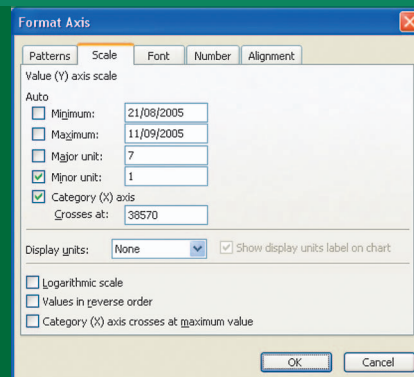 Format Axis
Patterns Scale Font Number Alignment
Value (Y) axis scale
Auto
Minimum: 21/08/2005
Maximum: 11/09/2005
Major unit: 7
Minor unit: 1
Category (X) axis
Crosses at: 38570
Display units: None Show display units label on chart
Logarithmic scale
Values in reverse order
Category (X) axis crosses at maximum value
OK Cancel